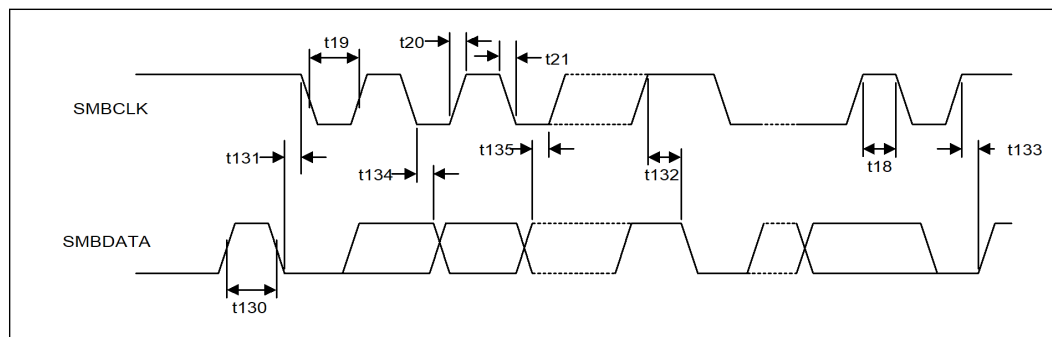 t19
t20
t21
SMBCLK
t131
t134
t135
t132
t18
t133
SMBDATA
t130